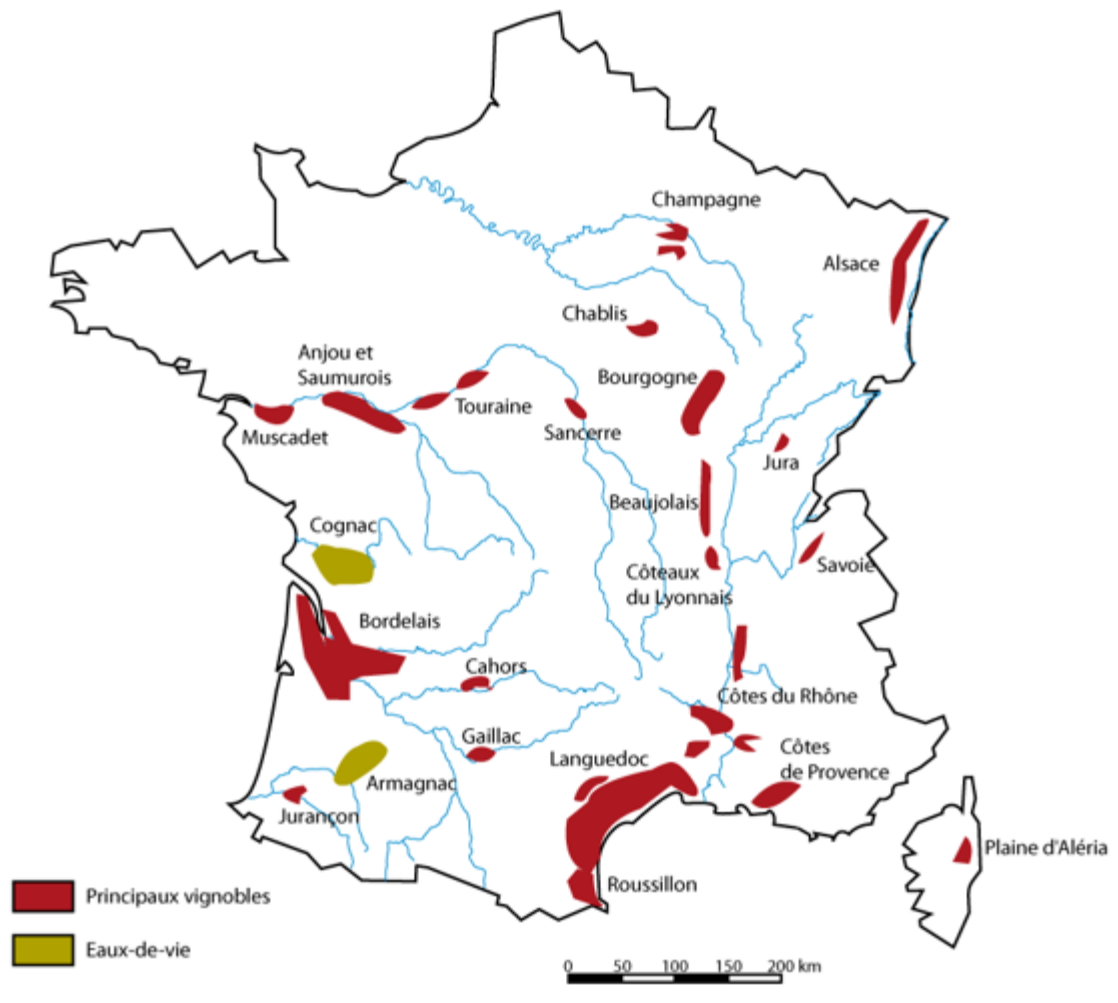 Champagne
Alsace
Chablis
Anjou et
Saumurois
Bourgogne
Touraine
Muscadet
Sancerre
Jura
Beaujolais
Cognac
Savoie
Côteaux
du Lyonnais
Bordelais
Cahors
Côtes du Rhône
Gaillac
Languedoc
Côtes
de Provence
Armagnac
Jurançon
Plaine d'Aléria
Roussillon
Principaux vignobles
Eaux-de-vie
0 50 100 150 200 km